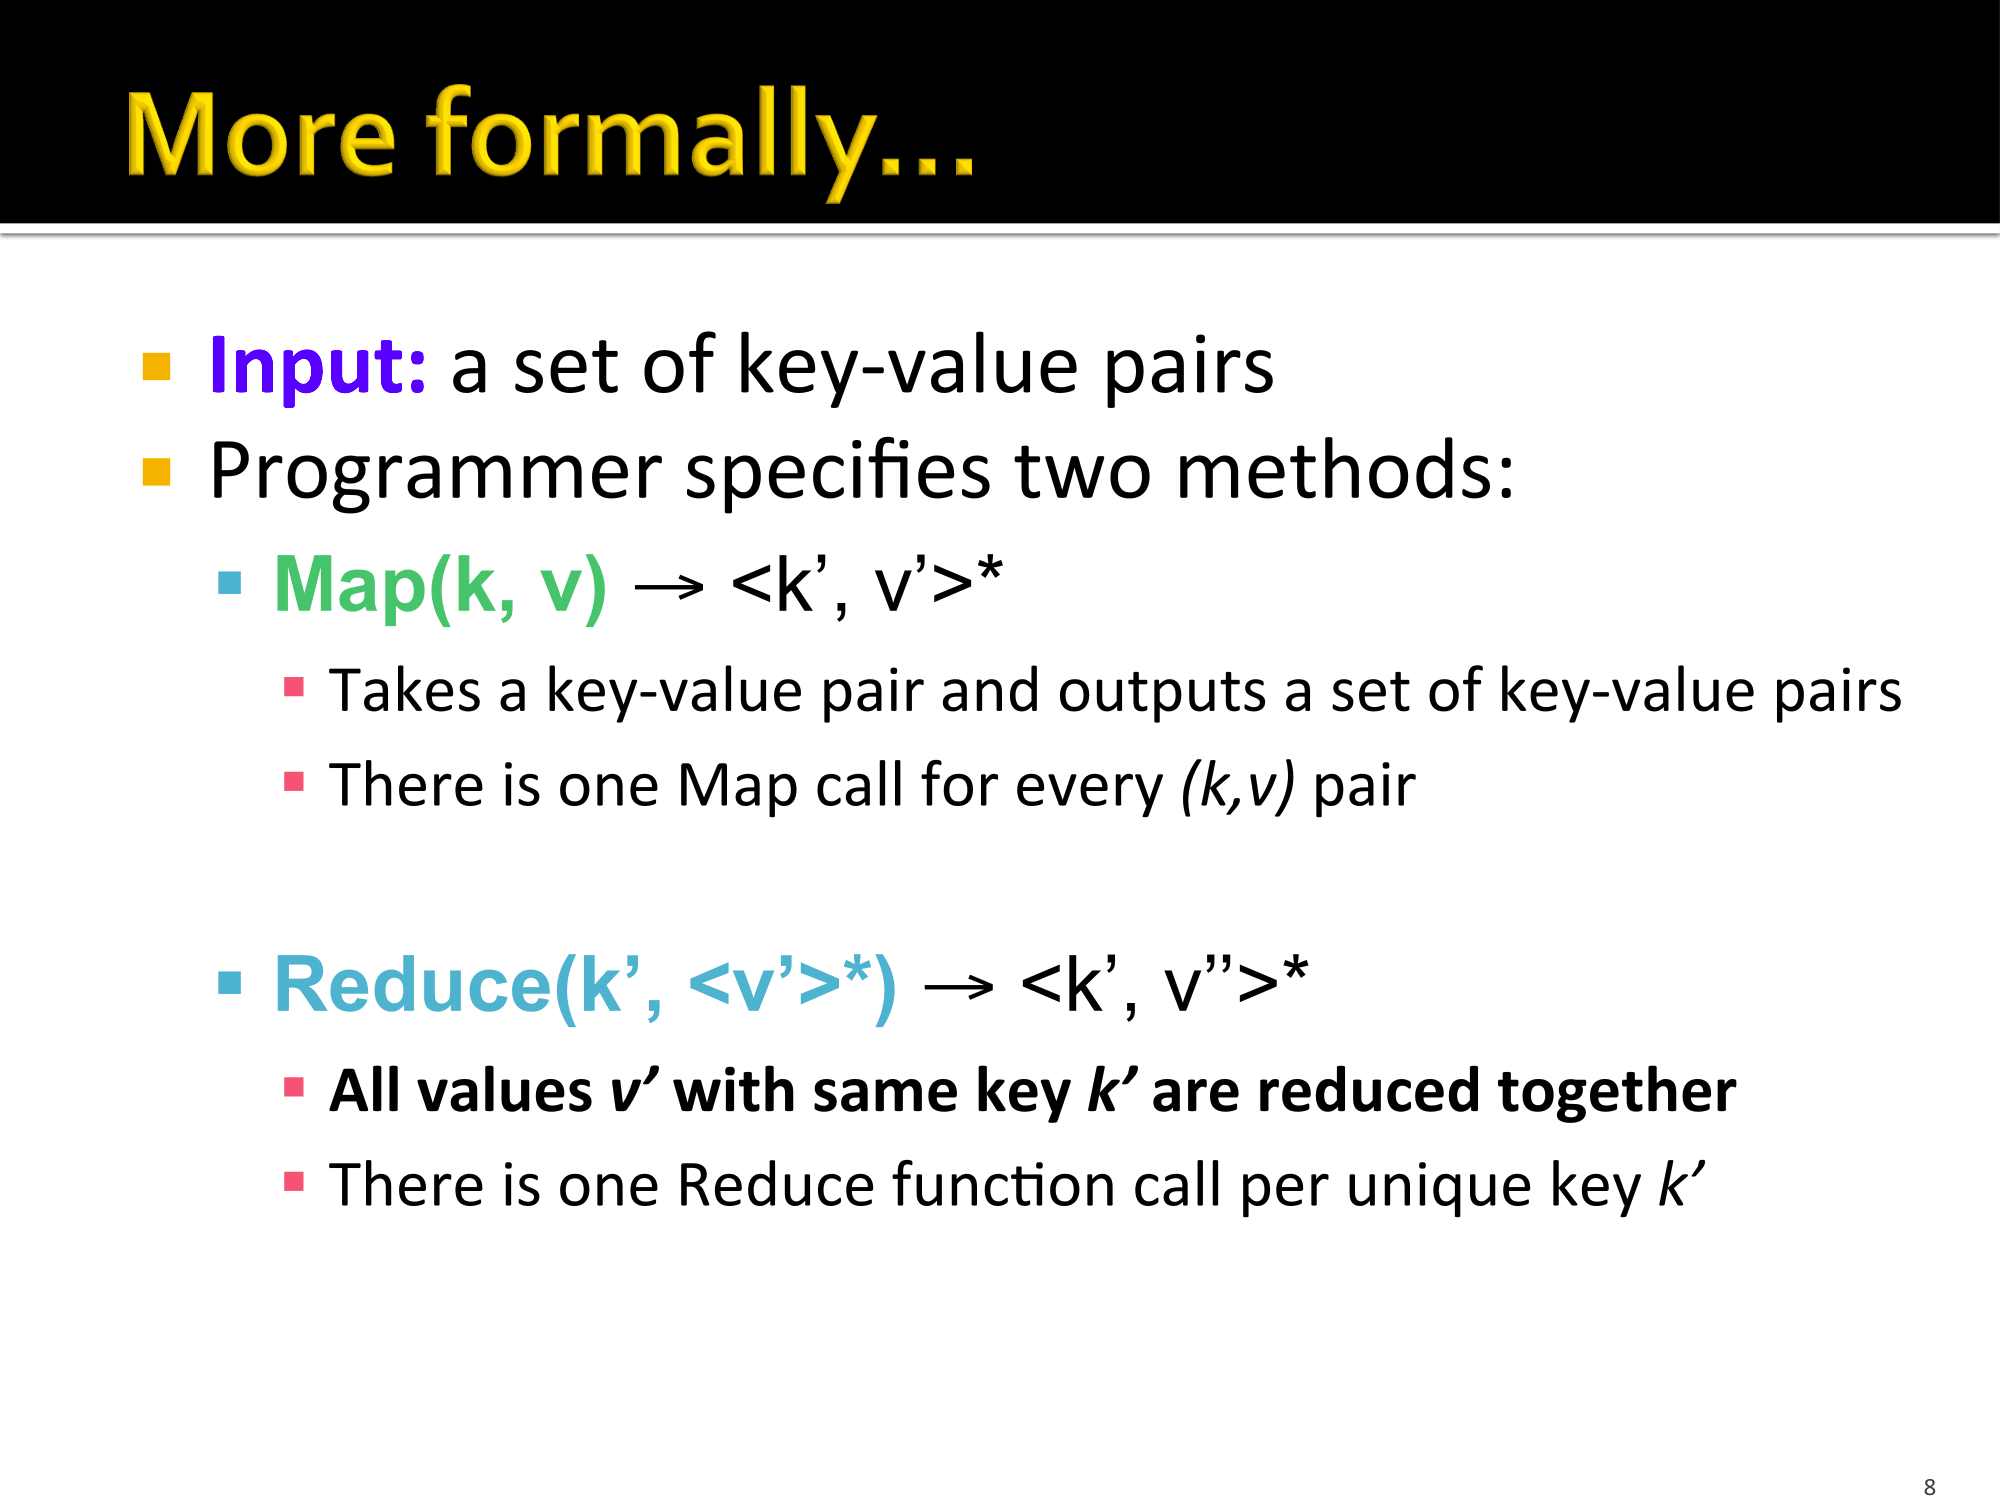 More formally...
Input: a set of key-value pairs
Programmer specifies two methods:
Map(k, v) → <k’, v’>*
Takes a key-value pair and outputs a set of key-value pairs
There is one Map call for every (k,v) pair
Reduce(k’, <v’>*) → <k’, v’’>*
All values v’ with same key k’ are reduced together
There is one Reduce function call per unique key k’
8